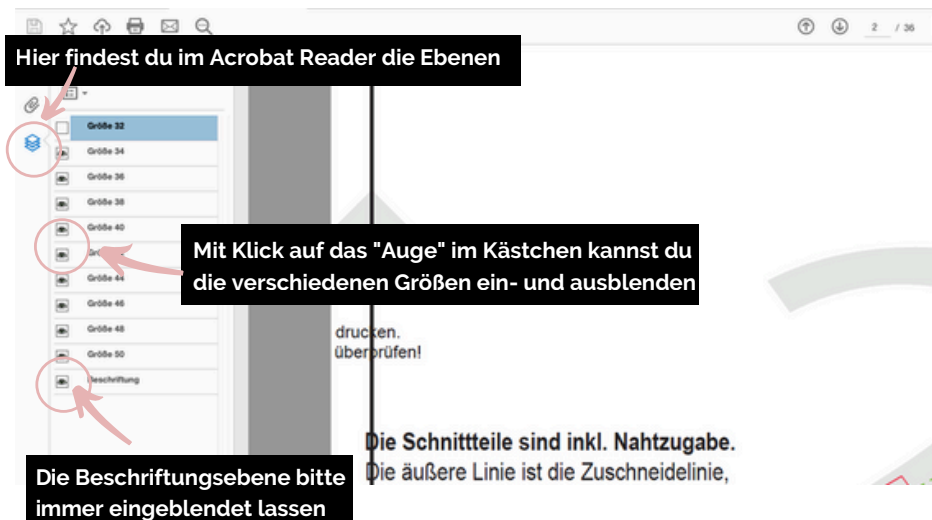 2 / 36
Hier findest du im Acrobat Reader die Ebenen
Größe 32
Größe 34
Größe 36
Größe 38
Größe 40
Größe 44
Größe 46
Größe 48
Größe 50
Beschriftung
Mit Klick auf das "Auge" im Kästchen kannst du
die verschiedenen Größen ein- und ausblenden
drucken.
überprüfen!
Die Schnittteile sind inkl. Nahtzugabe.
Die äußere Linie ist die Zuschneidelinie,
Die Beschriftungsebene bitte
immer eingeblendet lassen